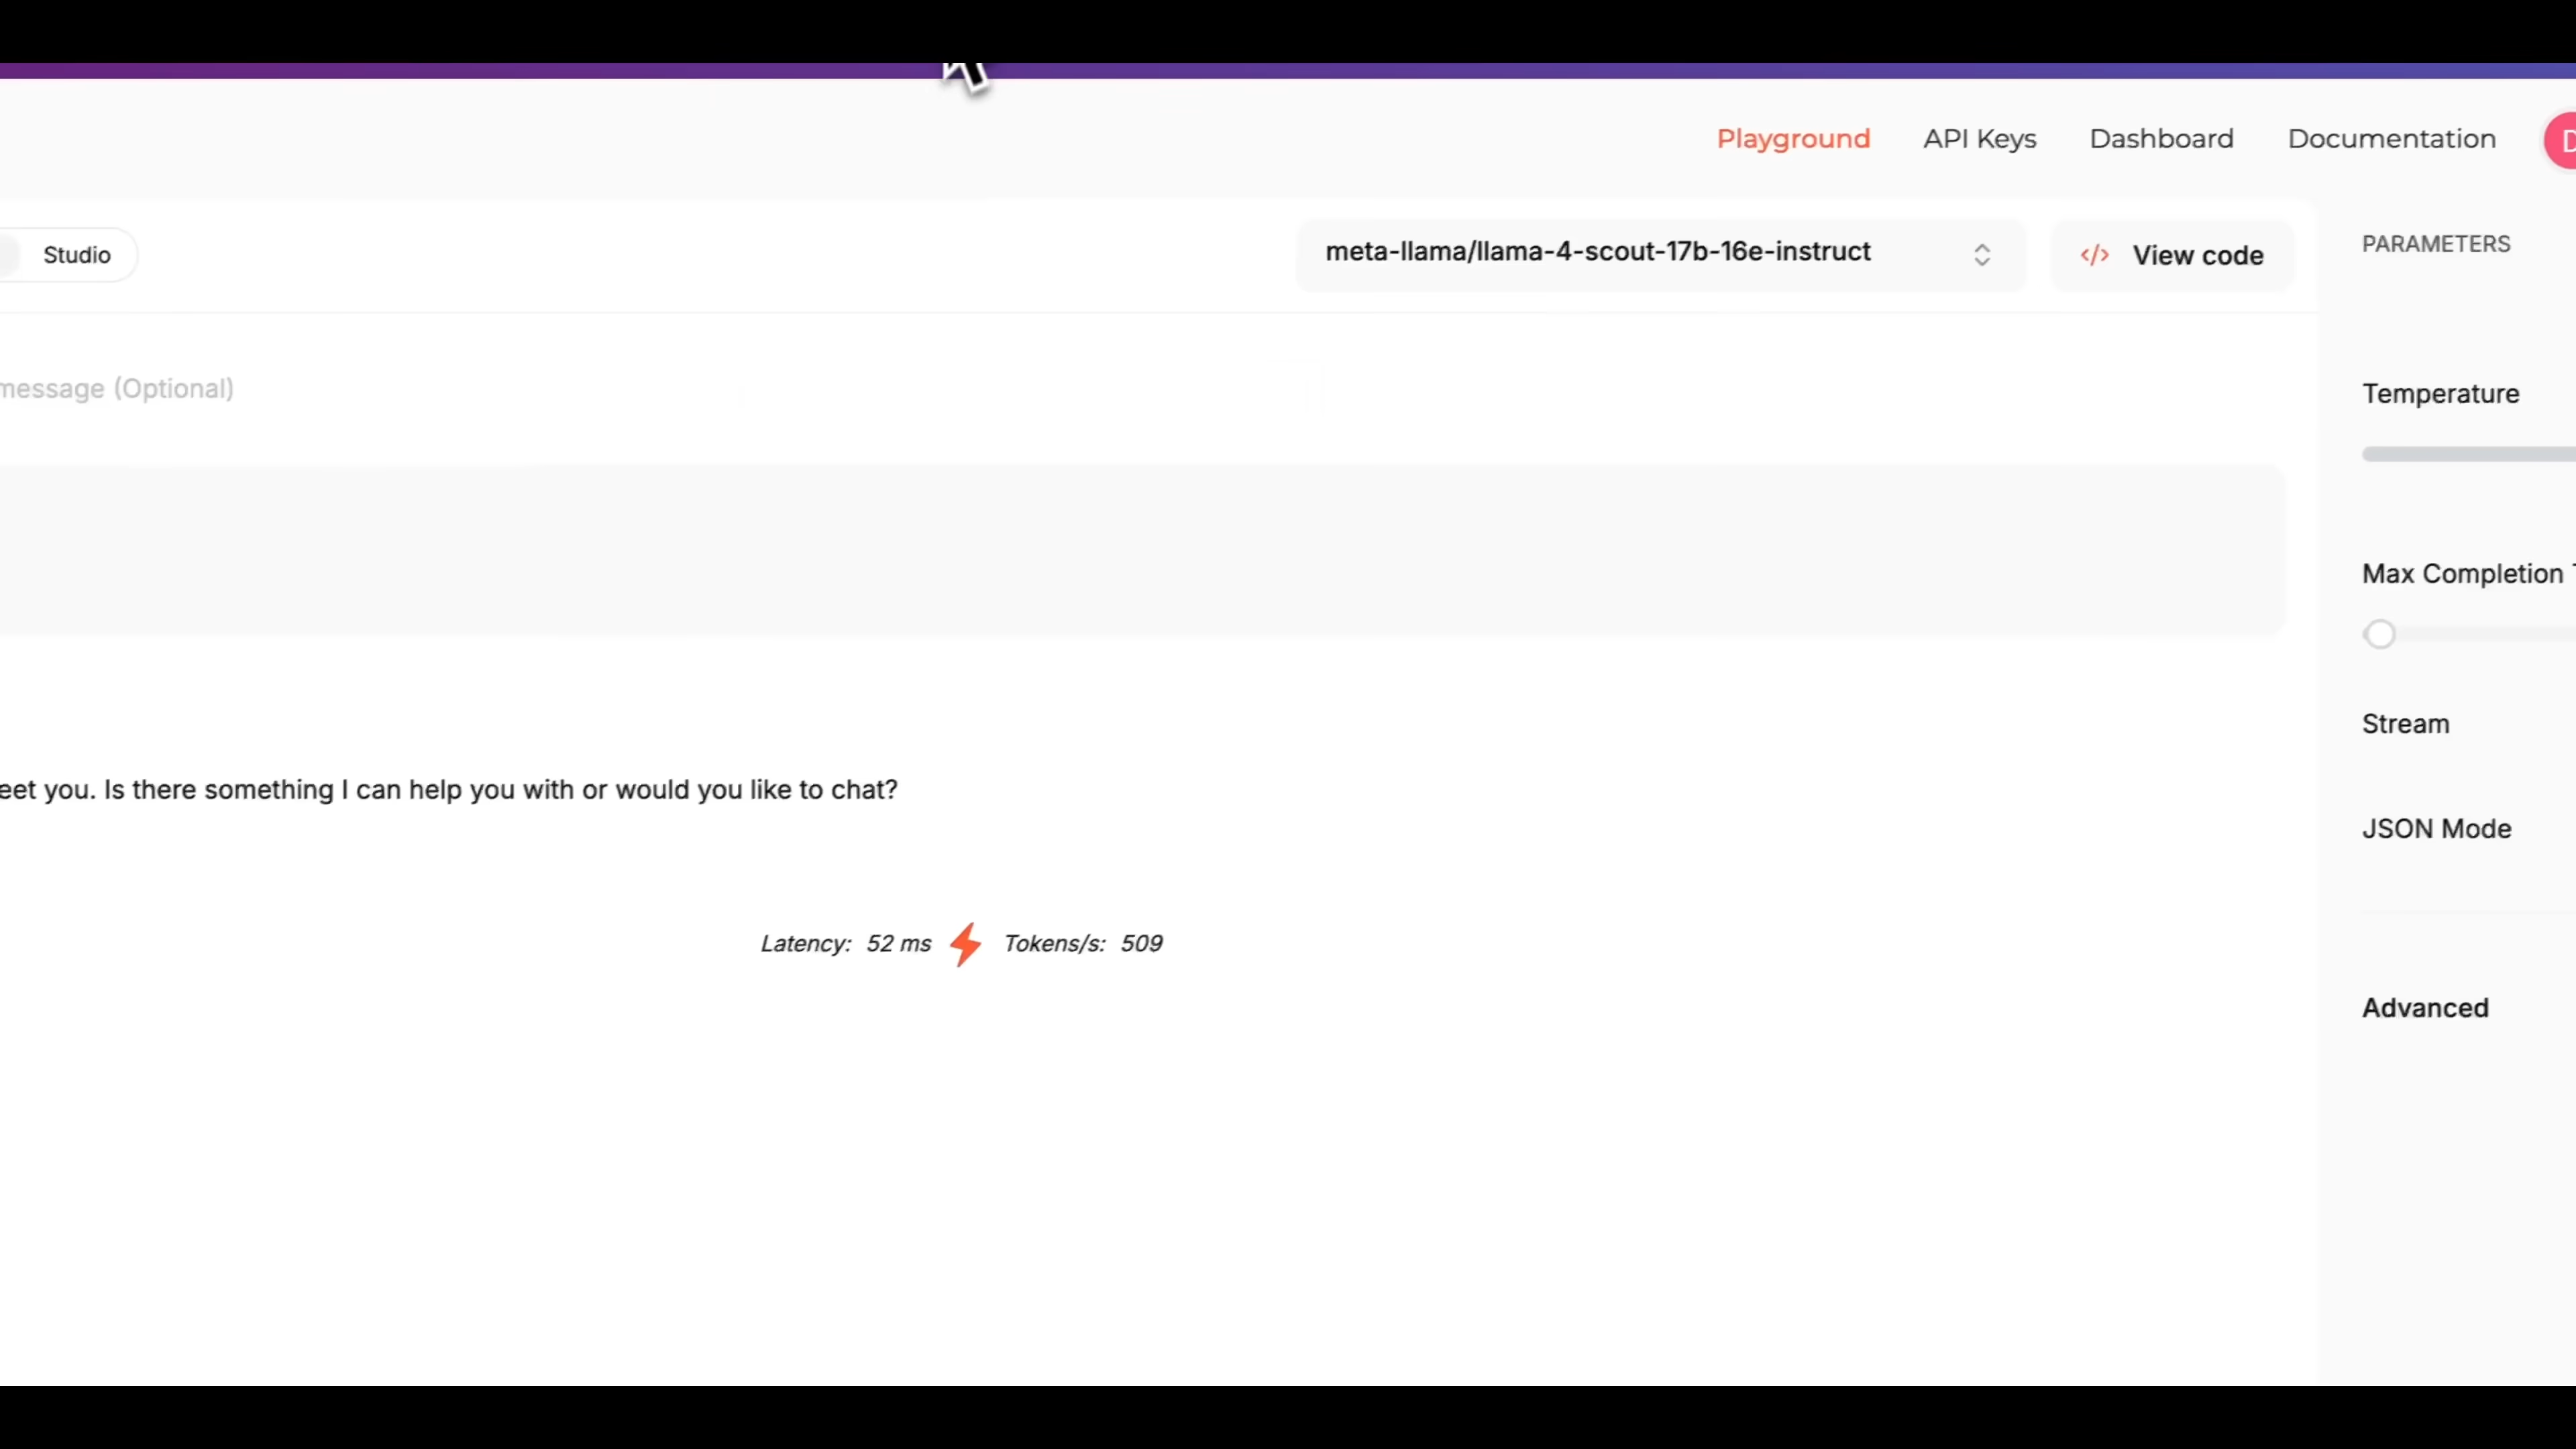 Playground API Keys Dashboard Documentation D
Studio
meta-llama/llama-4-scout-17b-16e-instruct
</> View code
PARAMETERS
message (Optional)
Temperature
Max Completion
Stream
eet you. Is there something I can help you with or would you like to chat?
JSON Mode
Latency: 52 ms Tokens/s: 509
Advanced